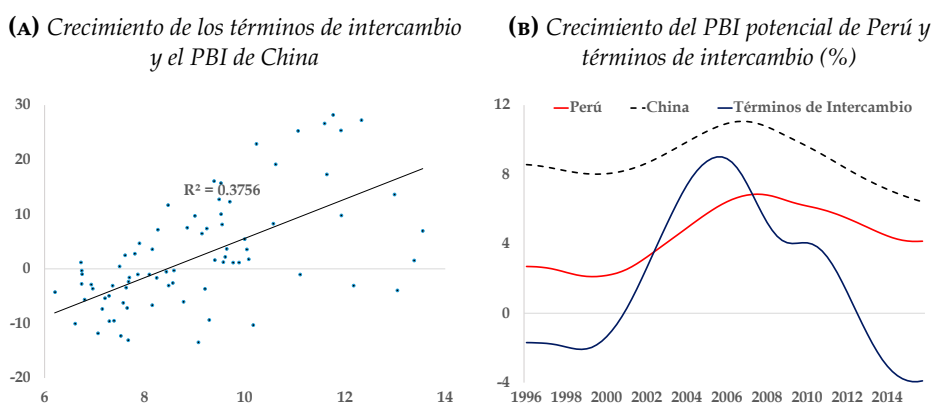 (A) Crecimiento de los términos de intercambio
y el PBI de China
30
20
10
0
-10
-20
R² = 0.3756
6 8 10 12 14
(B) Crecimiento del PBI potencial de Perú y
términos de intercambio (%)
12
8
4
0
-4
Perú China Términos de Intercambio
1996 1998 2000 2002 2004 2006 2008 2010 2012 2014